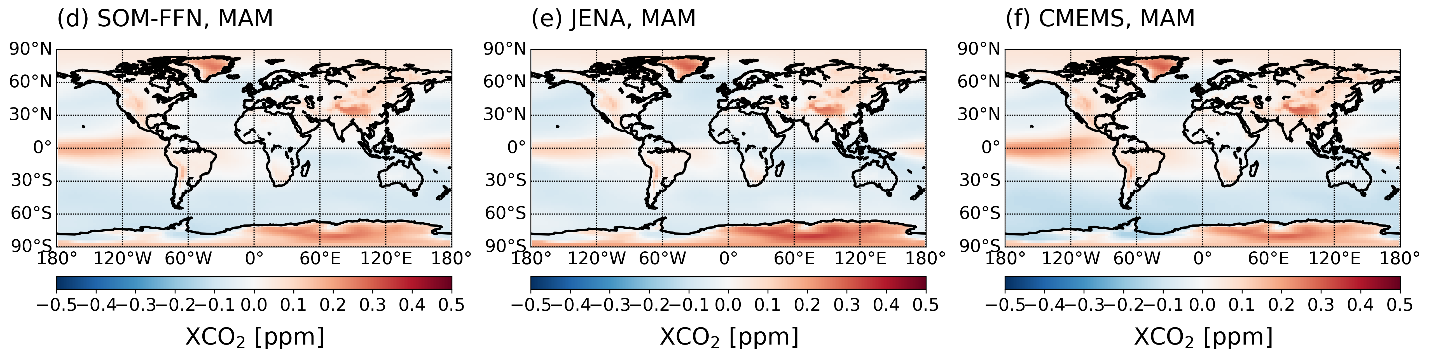 (d) SOM-FFN, MAM
90°N
60°N
30°N
0°
30°S
60°S
90°S
180°W 120°W 60°W 0° 60°E 120°E 180°
−0.5 −0.4 −0.3 −0.2 −0.1 0.0 0.1 0.2 0.3 0.4 0.5
XCO₂ [ppm]
(e) JENA, MAM
90°N
60°N
30°N
0°
30°S
60°S
90°S
180°W 120°W 60°W 0° 60°E 120°E 180°
−0.5 −0.4 −0.3 −0.2 −0.1 0.0 0.1 0.2 0.3 0.4 0.5
XCO₂ [ppm]
(f) CMEMS, MAM
90°N
60°N
30°N
0°
30°S
60°S
90°S
180°W 120°W 60°W 0° 60°E 120°E 180°
−0.5 −0.4 −0.3 −0.2 −0.1 0.0 0.1 0.2 0.3 0.4 0.5
XCO₂ [ppm]